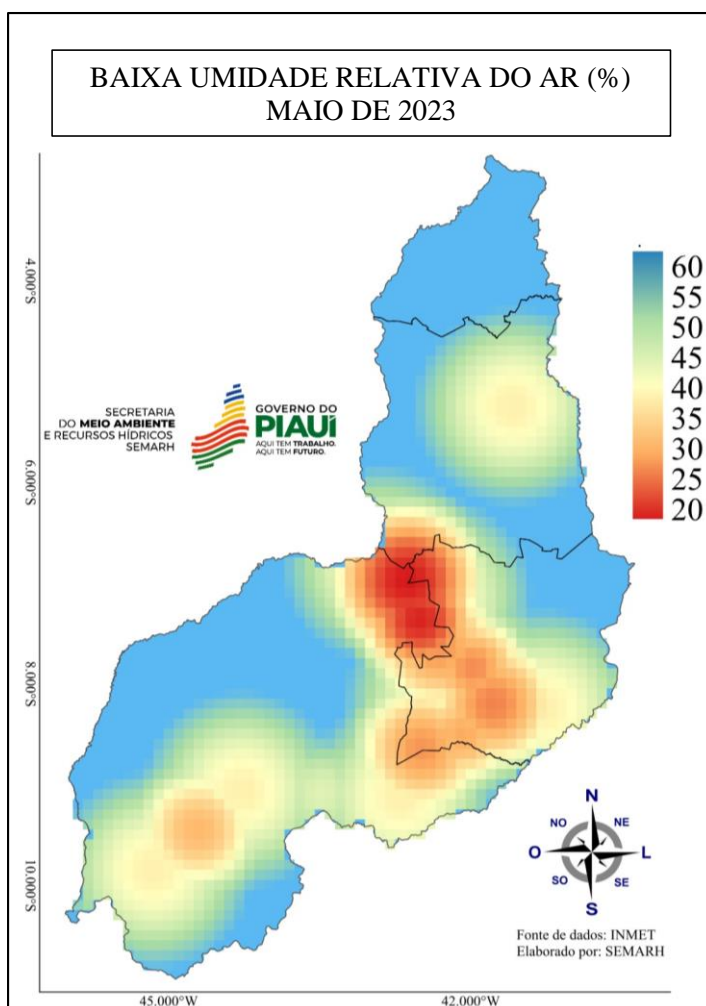 BAIXA UMIDADE RELATIVA DO AR (%)
MAIO DE 2023
4.000°S
6.000°S
8.000°S
10.000°S
SECRETARIA
DO MEIO AMBIENTE
E RECURSOS HÍDRICOS
SEMARH
GOVERNO DO
PIAUÍ
AQUI TEM TRABALHO.
AQUI TEM FUTURO.
60
55
50
45
40
30
25
20
N
NO NE
O L
SO SE
S
Fonte de dados: INMET
Elaborado por: SEMARH
45.000°W 42.000°W